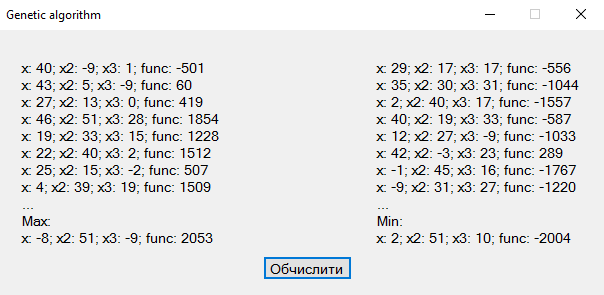 Genetic algorithm
x: 40; x2: -9; x3: 1; func: -501
x: 43; x2: 5; x3: -9; func: 60
x: 27; x2: 13; x3: 0; func: 419
x: 46; x2: 51; x3: 28; func: 1854
x: 19; x2: 33; x3: 15; func: 1228
x: 22; x2: 40; x3: 2; func: 1512
x: 25; x2: 15; x3: -2; func: 507
x: 4; x2: 39; x3: 19; func: 1509
...
Max:
x: -8; x2: 51; x3: -9; func: 2053
x: 29; x2: 17; x3: 17; func: -556
x: 35; x2: 30; x3: 31; func: -1044
x: 2; x2: 40; x3: 17; func: -1557
x: 40; x2: 19; x3: 33; func: -587
x: 12; x2: 27; x3: -9; func: -1033
x: 42; x2: -3; x3: 23; func: 289
x: -1; x2: 45; x3: 16; func: -1767
x: -9; x2: 31; x3: 27; func: -1220
...
Min:
x: 2; x2: 51; x3: 10; func: -2004
Обчислити